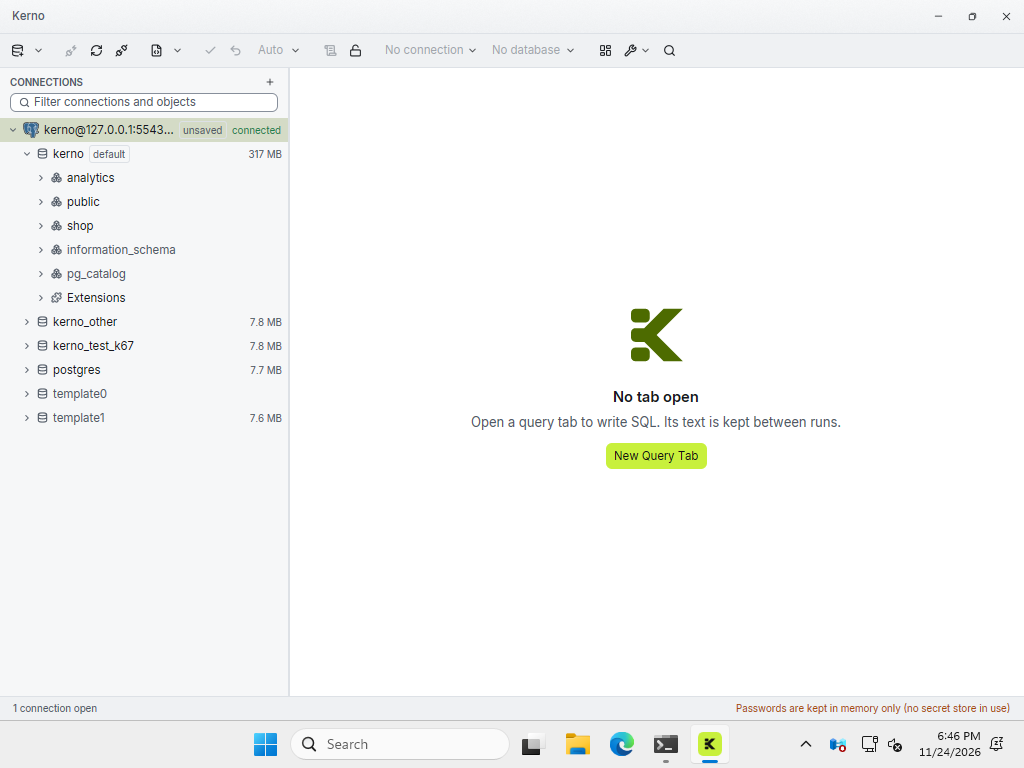 Kerno
Auto
No connection
No database
CONNECTIONS
Filter connections and objects
kerno@127.0.0.1:5543... unsaved connected
kerno default 317 MB
analytics
public
shop
information_schema
pg_catalog
Extensions
kerno_other 7.8 MB
kerno_test_k67 7.8 MB
postgres 7.7 MB
template0
template1 7.6 MB
No tab open
Open a query tab to write SQL. Its text is kept between runs.
New Query Tab
1 connection open
Passwords are kept in memory only (no secret store in use)
Search
6:46 PM
11/24/2026